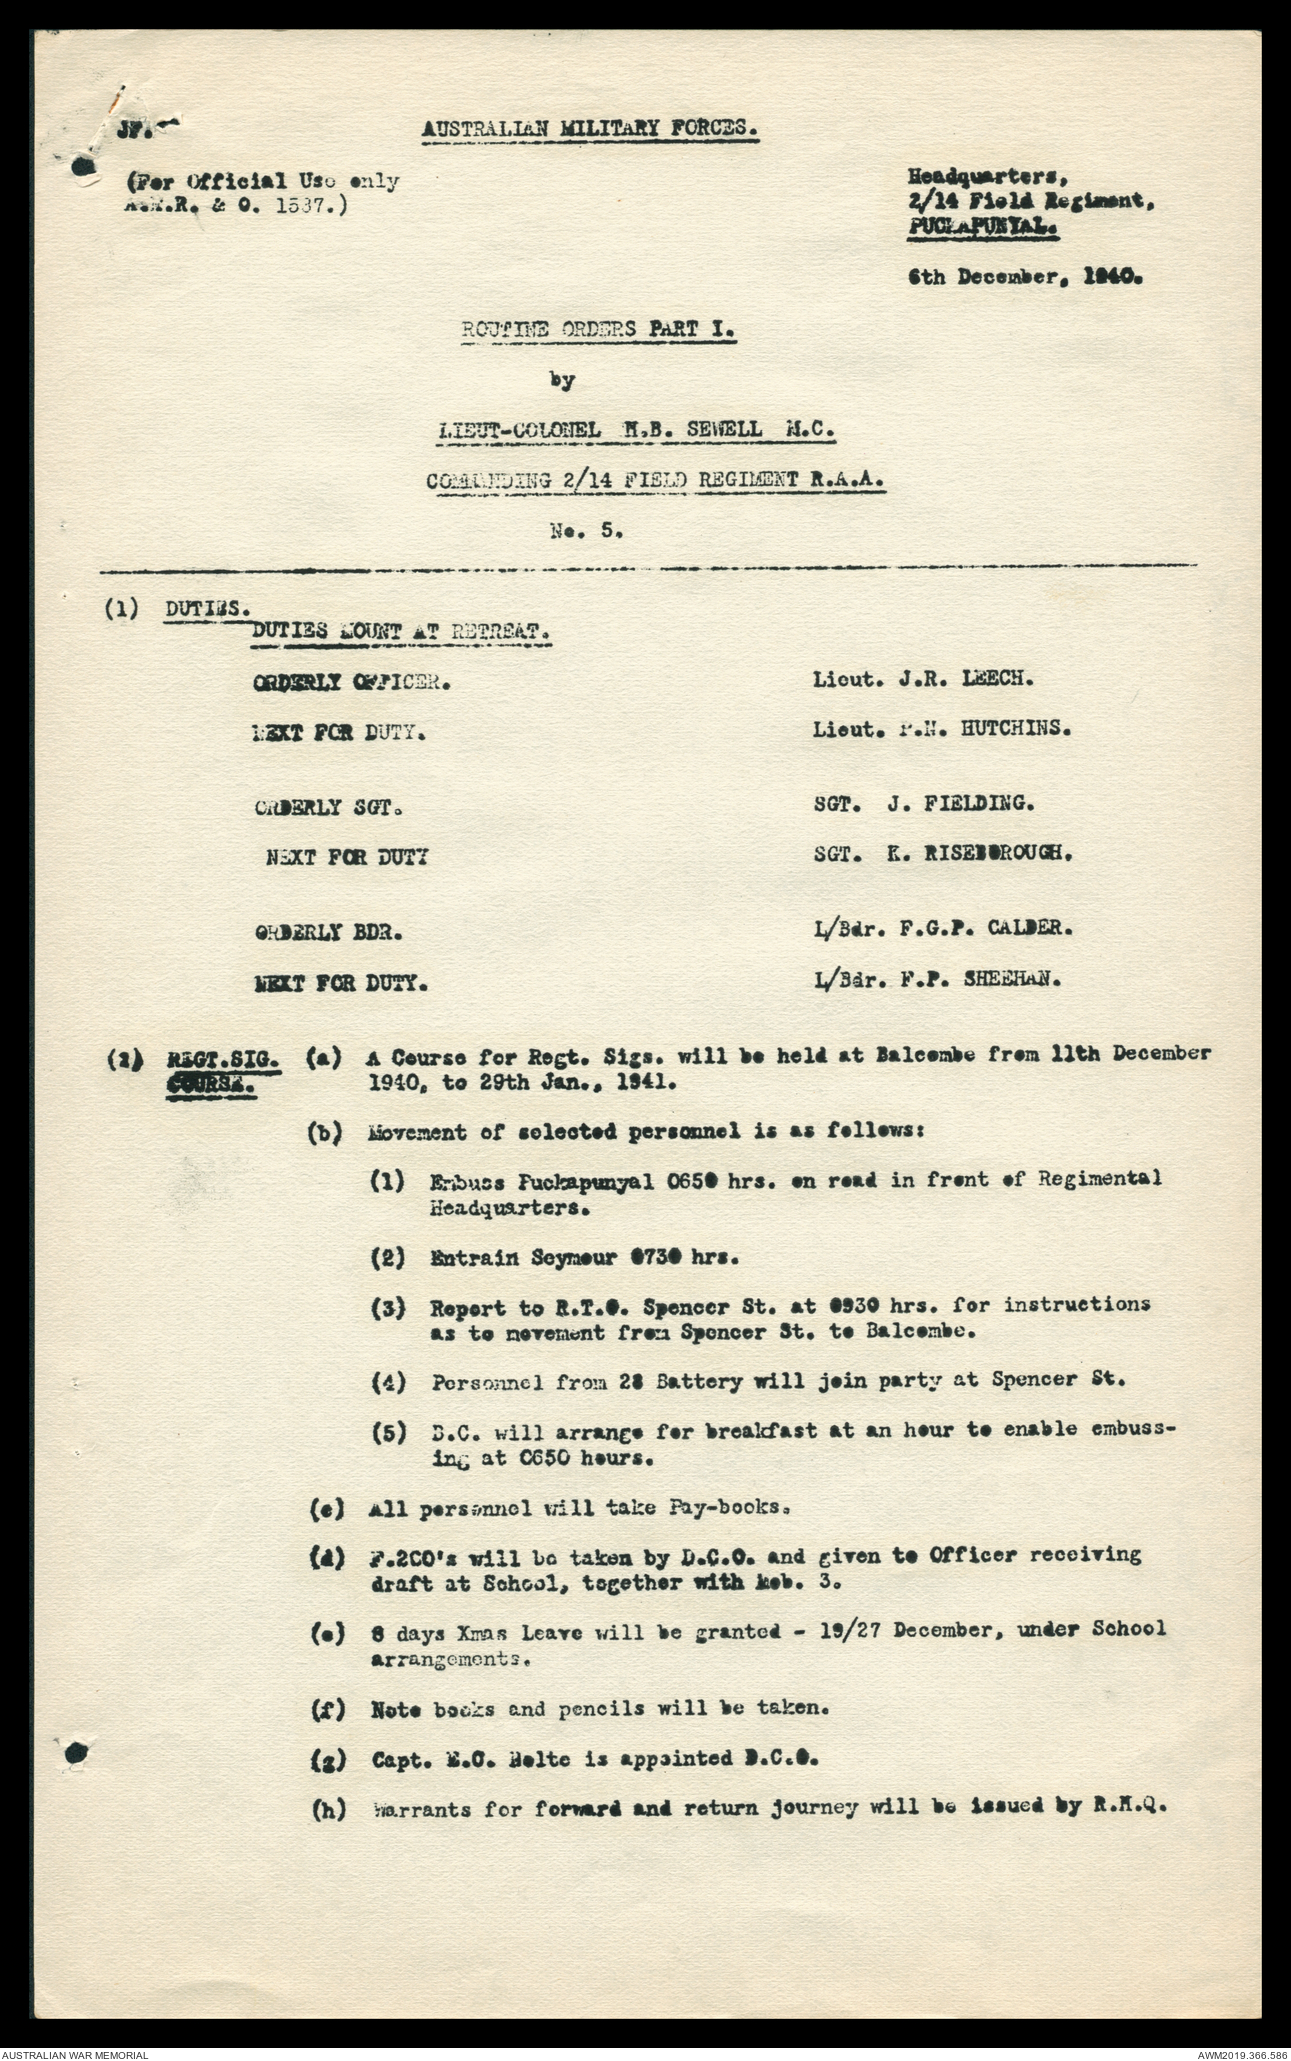 JF.
AUSTRALIAN MILITARY FORCES.
(For Official Use only
A.M.R. & O. 1537.)
Headquarters,
2/14 Field Regiment,
PUCKAPUNYAL.
6th December, 1940.
ROUTINE ORDERS PART I.
by
LIEUT-COLONEL H.B. SEWELL M.C.
COMMANDING 2/14 FIELD REGIMENT R.A.A.
No. 5.
(1) DUTIES.
DUTIES MOUNT AT RETREAT.
ORDERLY OFFICER. Lieut. J.R. LEECH.
NEXT FOR DUTY. Lieut. P.N. HUTCHINS.
ORDERLY SGT. SGT. J. FIELDING.
NEXT FOR DUTY SGT. K. RISEBOROUGH.
ORDERLY BDR. L/Bdr. F.G.P. CALDER.
NEXT FOR DUTY. L/Bdr. F.P. SHEEHAN.
(2) REGT.SIG. (a) A Course for Regt. Sigs. will be held at Balcombe from 11th December
COURSE. 1940, to 29th Jan., 1941.
(b) Movement of selected personnel is as follows:
(1) Embuss Puckapunyal 0650 hrs. on road in front of Regimental
Headquarters.
(2) Entrain Seymour 0730 hrs.
(3) Report to R.T.O. Spencer St. at 0930 hrs. for instructions
as to movement from Spencer St. to Balcombe.
(4) Personnel from 28 Battery will join party at Spencer St.
(5) B.C. will arrange for breakfast at an hour to enable embuss-
ing at 0650 hours.
(c) All personnel will take Pay-books.
(d) F.200's will be taken by D.C.O. and given to Officer receiving
draft at School, together with Mob. 3.
(e) 8 days Xmas Leave will be granted - 19/27 December, under School
arrangements.
(f) Note books and pencils will be taken.
(g) Capt. E.C. Bolte is appointed D.C.O.
(h) Warrants for forward and return journey will be issued by R.H.Q.
AUSTRALIAN WAR MEMORIAL
AWM2019.366.586